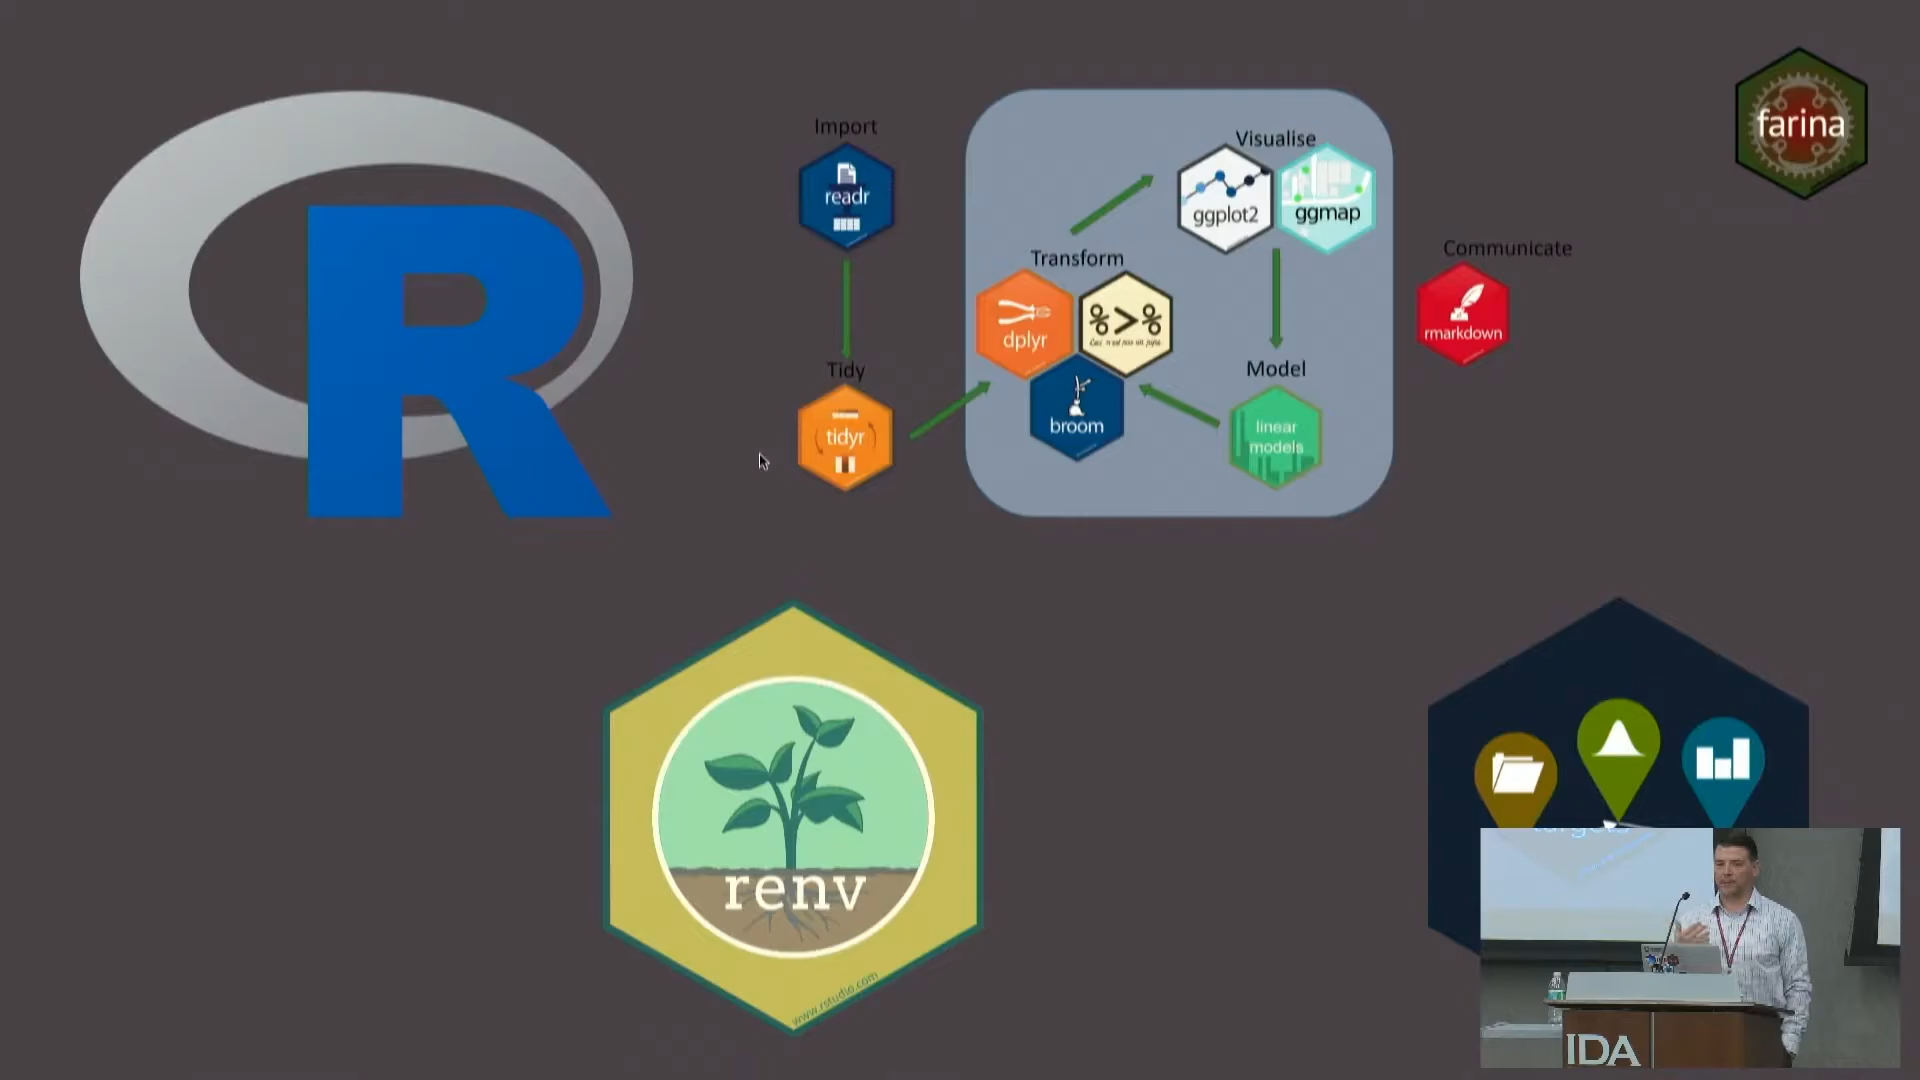 Import
readr
Tidy
tidyr
Transform
dplyr
%>%
broom
Visualise
ggplot2
ggmap
Model
linear
models
Communicate
rmarkdown
farina
R
renv
www.rstudio.com
targets
IDA